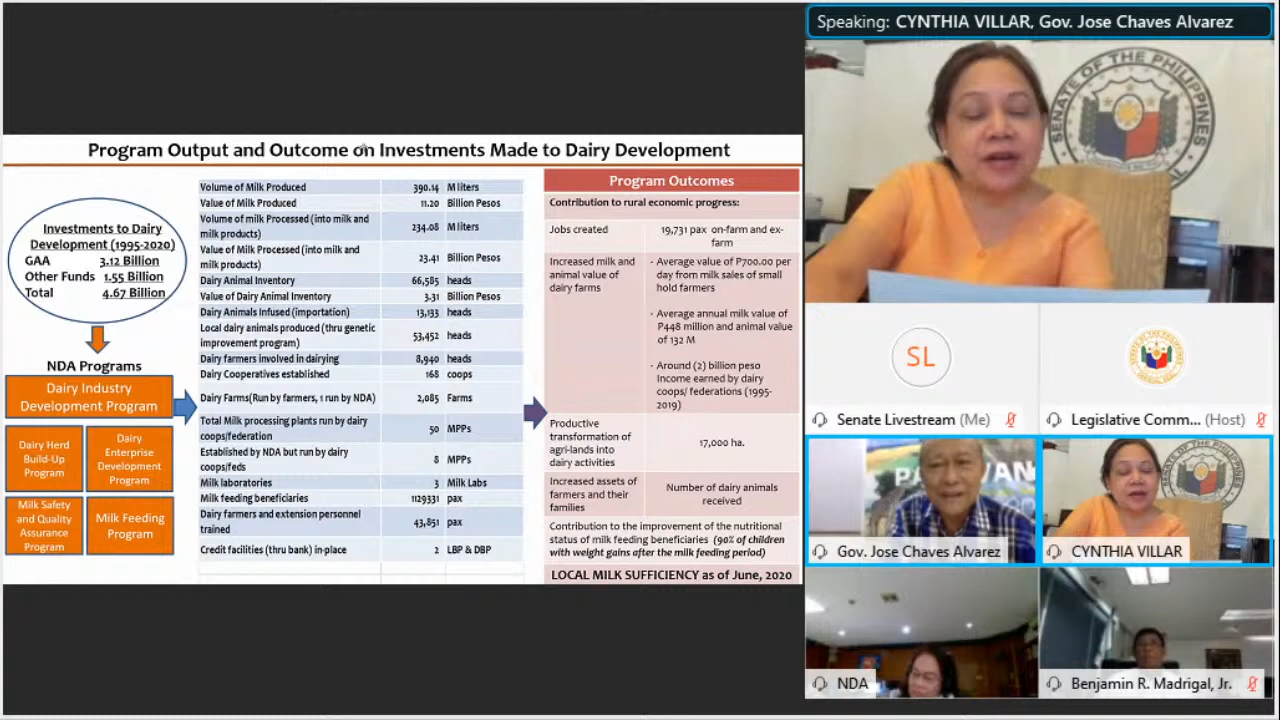 Speaking: CYNTHIA VILLAR, Gov. Jose Chaves Alvarez
SENATE OF THE PHILIPPINES
Program Output and Outcome on Investments Made to Dairy Development
Investments to Dairy
Development (1995-2020)
GAA 3.12 Billion
Other Funds 1.55 Billion
Total 4.67 Billion
NDA Programs
Dairy Industry
Development Program
Dairy Herd
Build-Up
Program
Dairy
Enterprise
Development
Program
Milk Safety
and Quality
Assurance
Program
Milk Feeding
Program
Volume of Milk Produced 390.14 M liters
Value of Milk Produced 11.20 Billion Pesos
Volume of milk Processed (into milk and
milk products) 234.08 M liters
Value of Milk Processed (into milk and
milk products) 23.41 Billion Pesos
Dairy Animal Inventory 66,585 heads
Value of Dairy Animal Inventory 3.31 Billion Pesos
Dairy Animals Infused (importation) 13,133 heads
Local dairy animals produced (thru genetic
improvement program) 53,452 heads
Dairy farmers involved in dairying 8,940 heads
Dairy Cooperatives established 168 coops
Dairy Farms(Run by farmers, 1 run by NDA) 2,085 Farms
Total Milk processing plants run by dairy
coops/federation 50 MPPs
Established by NDA but run by dairy
coops/feds 8 MPPs
Milk laboratories 3 Milk Labs
Milk feeding beneficiaries 1129331 pax
Dairy farmers and extension personnel
trained 43,851 pax
Credit facilities (thru bank) in-place 2 LBP & DBP
Program Outcomes
Contribution to rural economic progress:
Jobs created 19,731 pax on-farm and ex-
farm
Increased milk and
animal value of
dairy farms
- Average value of P700.00 per
day from milk sales of small
hold farmers
- Average annual milk value of
P448 million and animal value
of 132 M
- Around (2) billion peso
Income earned by dairy
coops/ federations (1995-
2019)
Productive
transformation of
agri-lands into
dairy activities
17,000 ha.
Increased assets of
farmers and their
families
Number of dairy animals
received
Contribution to the improvement of the nutritional
status of milk feeding beneficiaries (90% of children
with weight gains after the milk feeding period)
LOCAL MILK SUFFICIENCY as of June, 2020
SL
Senate Livestream (Me)
Legislative Comm... (Host)
Gov. Jose Chaves Alvarez
CYNTHIA VILLAR
NDA
Benjamin R. Madrigal, Jr.